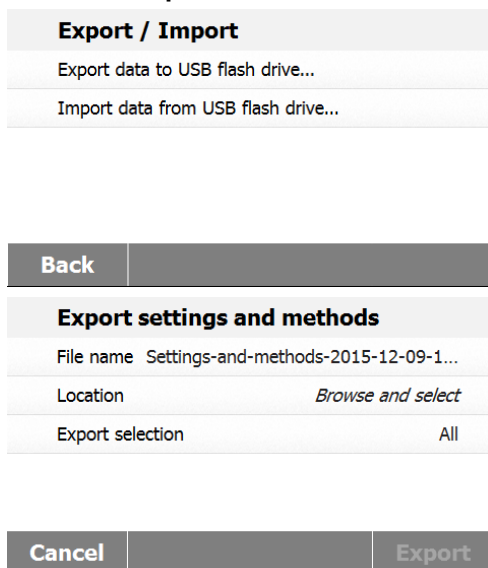 Export / Import
Export data to USB flash drive...
Import data from USB flash drive...
Back
Export settings and methods
File name Settings-and-methods-2015-12-09-1...
Location Browse and select
Export selection All
Cancel Export